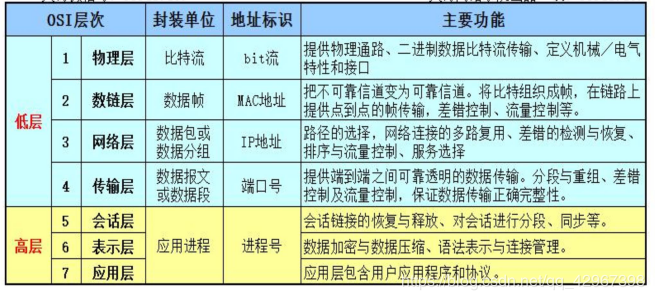 OSI层次 封装单位 地址标识 主要功能
低层
1 物理层 比特流 bit流 提供物理通路、二进制数据比特流传输、定义机械/电气
特性和接口
2 数链层 数据帧 MAC地址 把不可靠信道变为可靠信道。将比特组织成帧，在链路上
提供点到点的帧传输，差错控制、流量控制等。
3 网络层 数据包或
数据分组 IP地址 路径的选择，网络连接的多路复用、差错的检测与恢复、
排序与流量控制、服务选择
4 传输层 数据报文
或数据段 端口号 提供端到端之间可靠透明的数据传输。分段与重组、差错
控制及流量控制，保证数据传输正确完整性。
高层
5 会话层 会话链接的恢复与释放、对会话进行分段、同步等。
6 表示层 应用进程 进程号 数据加密与数据压缩、语法表示与连接管理。
7 应用层 应用层包含用户应用程序和协议。